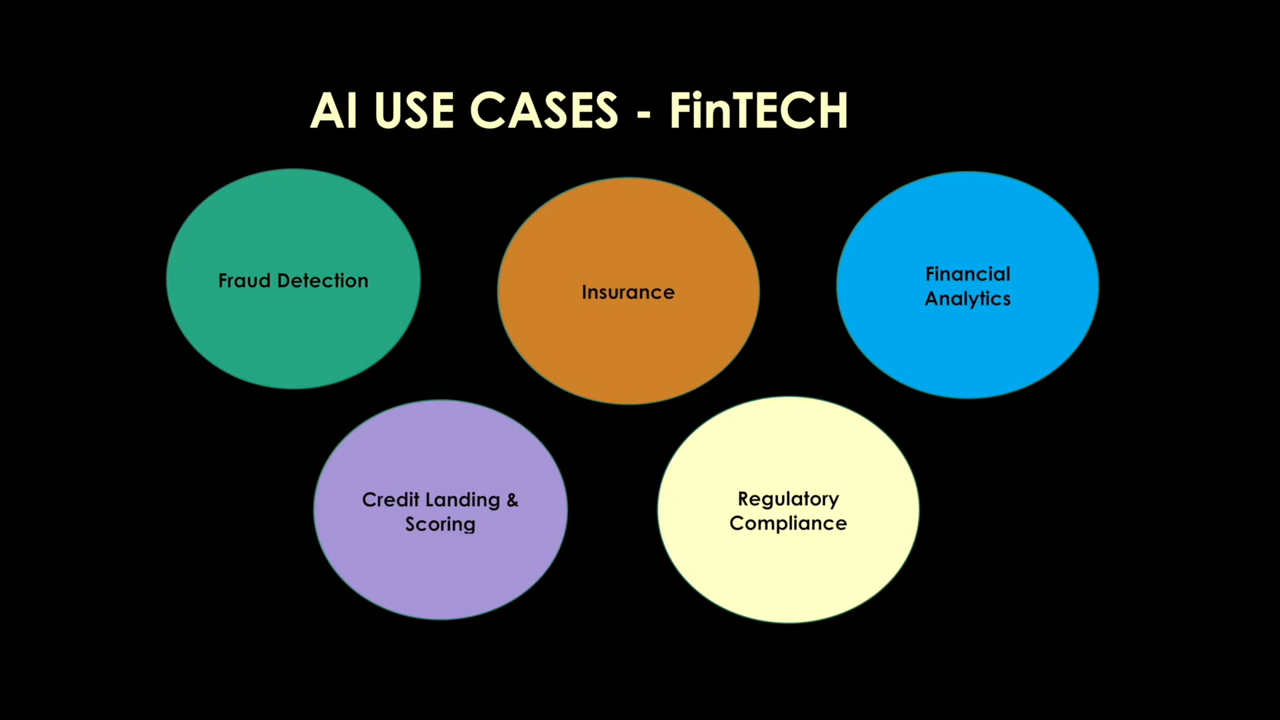 AI USE CASES - FinTECH
Fraud Detection
Insurance
Financial
Analytics
Credit Landing &
Scoring
Regulatory
Compliance